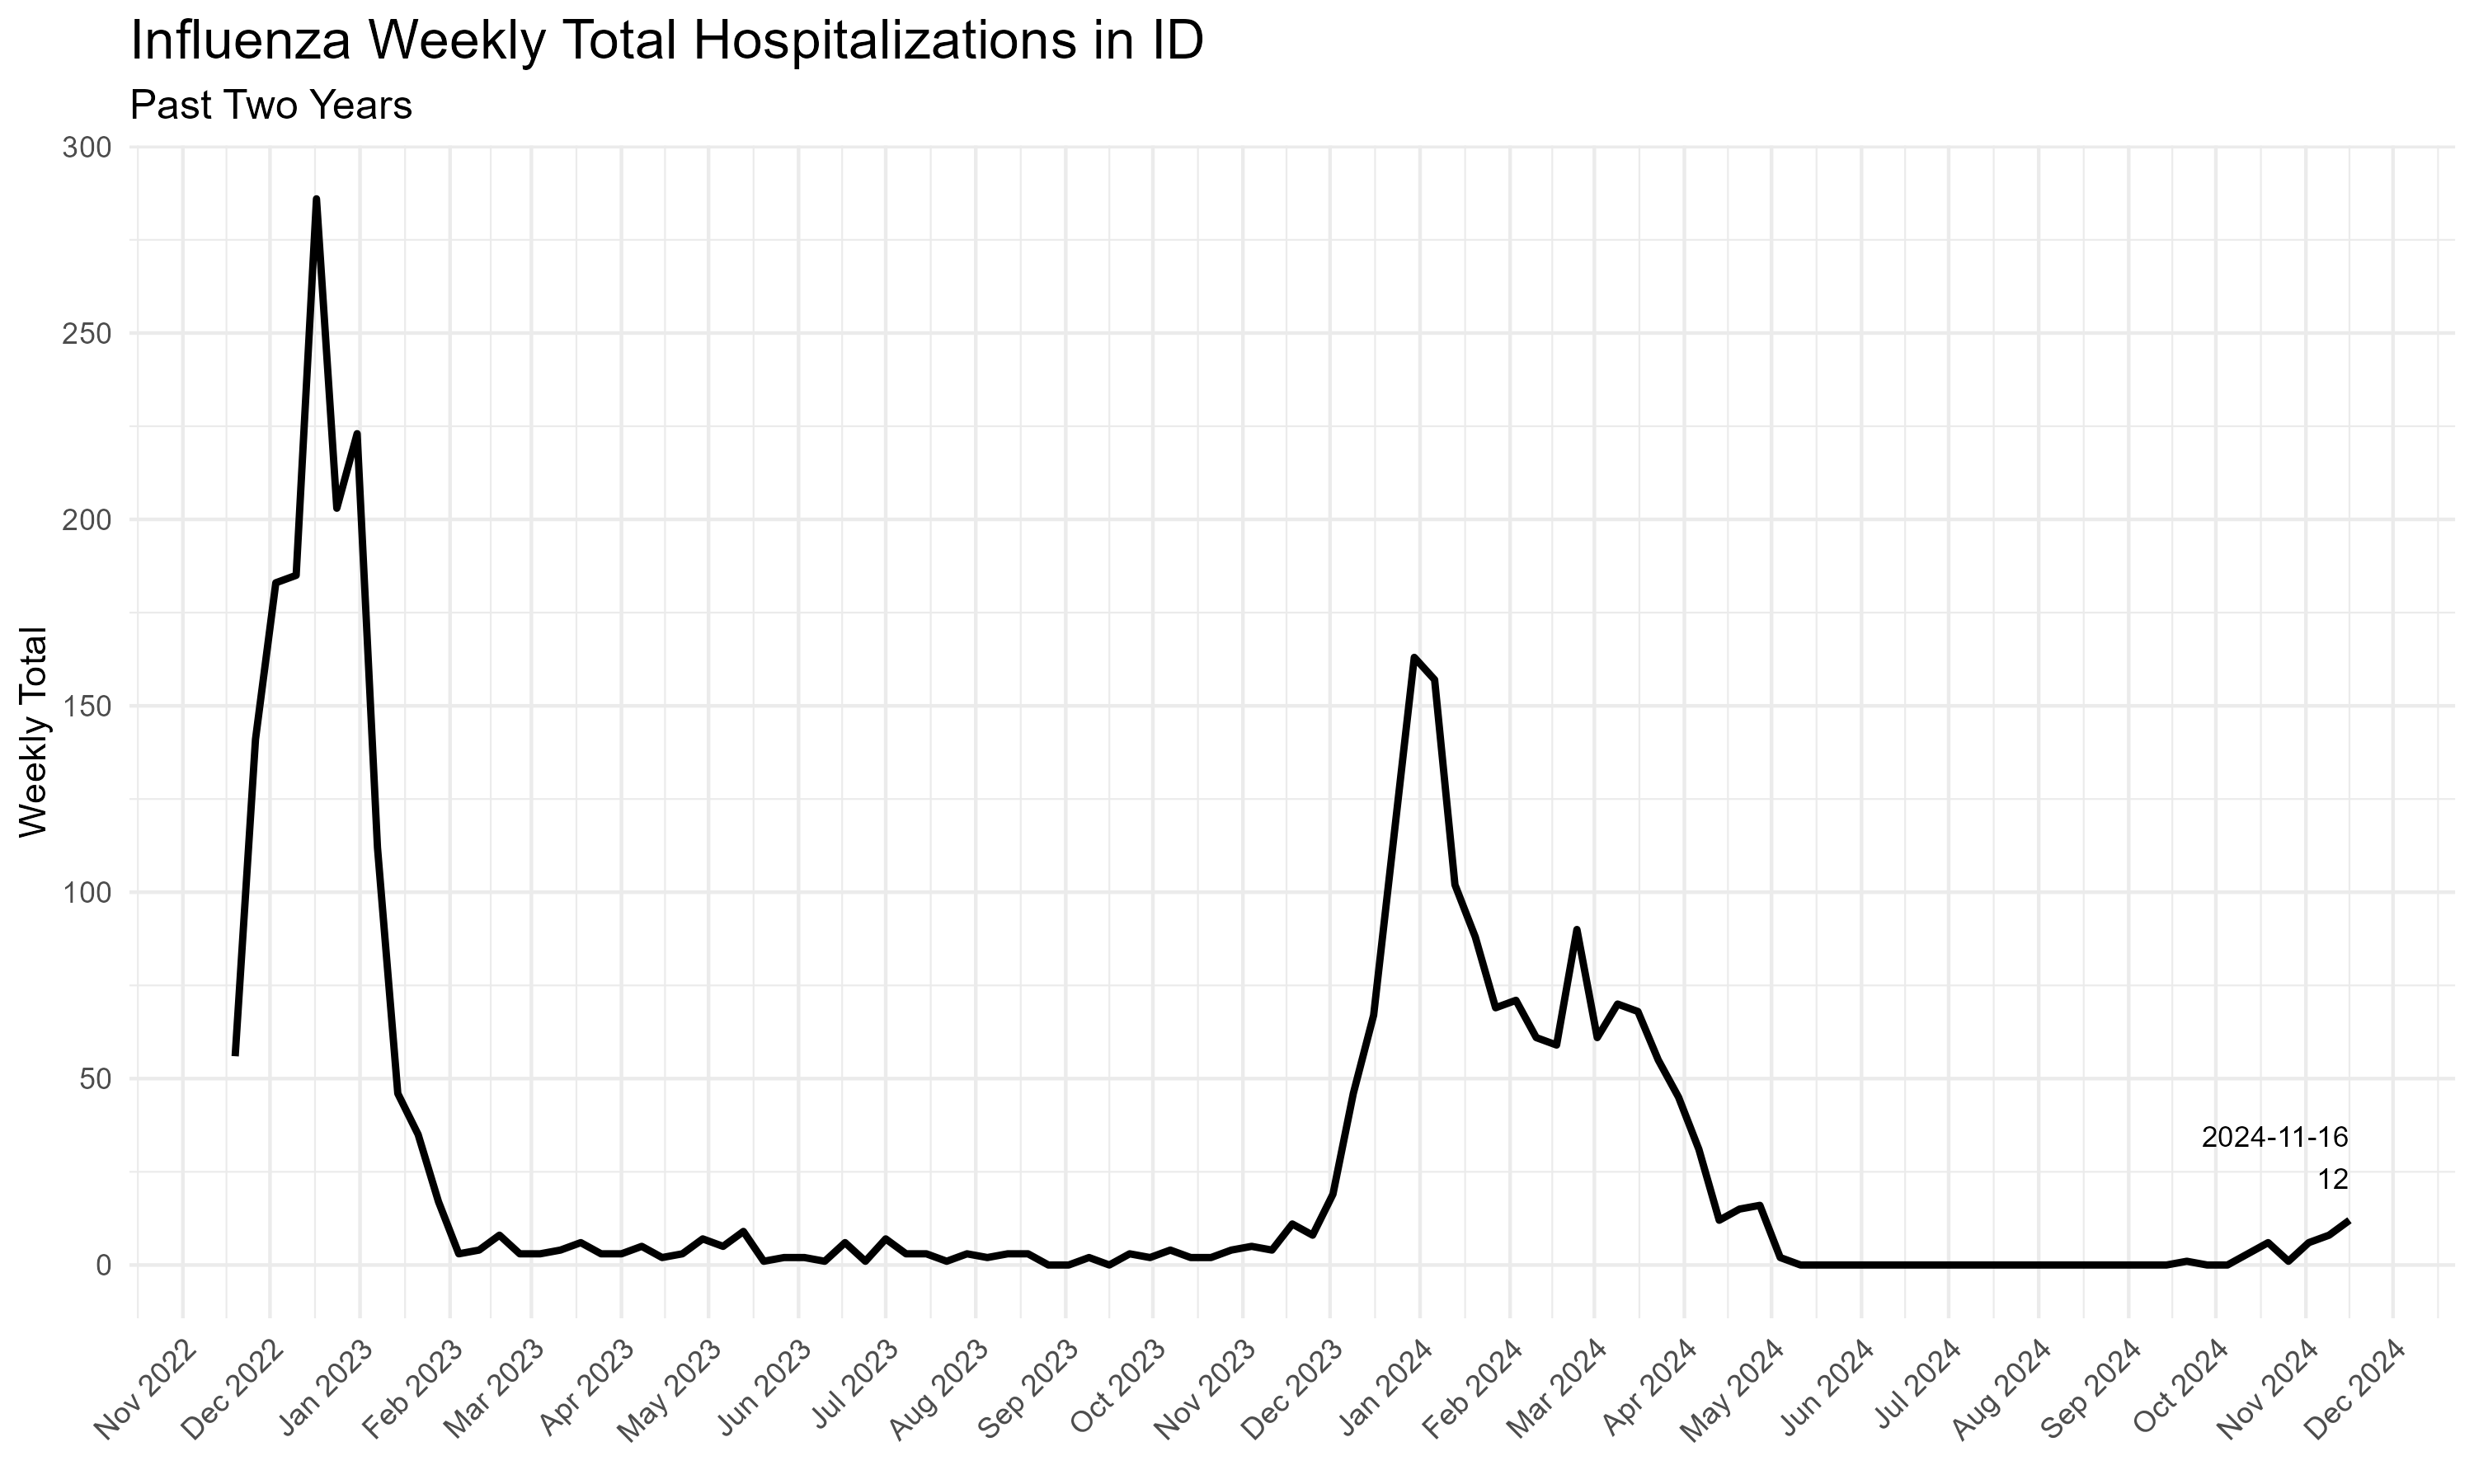 Influenza Weekly Total Hospitalizations in ID
Past Two Years
Weekly Total
300
250
200
150
100
50
0
2024-11-16
12
Nov 2022
Dec 2022
Jan 2023
Feb 2023
Mar 2023
Apr 2023
May 2023
Jun 2023
Jul 2023
Aug 2023
Sep 2023
Oct 2023
Nov 2023
Dec 2023
Jan 2024
Feb 2024
Mar 2024
Apr 2024
May 2024
Jun 2024
Jul 2024
Aug 2024
Sep 2024
Oct 2024
Nov 2024
Dec 2024